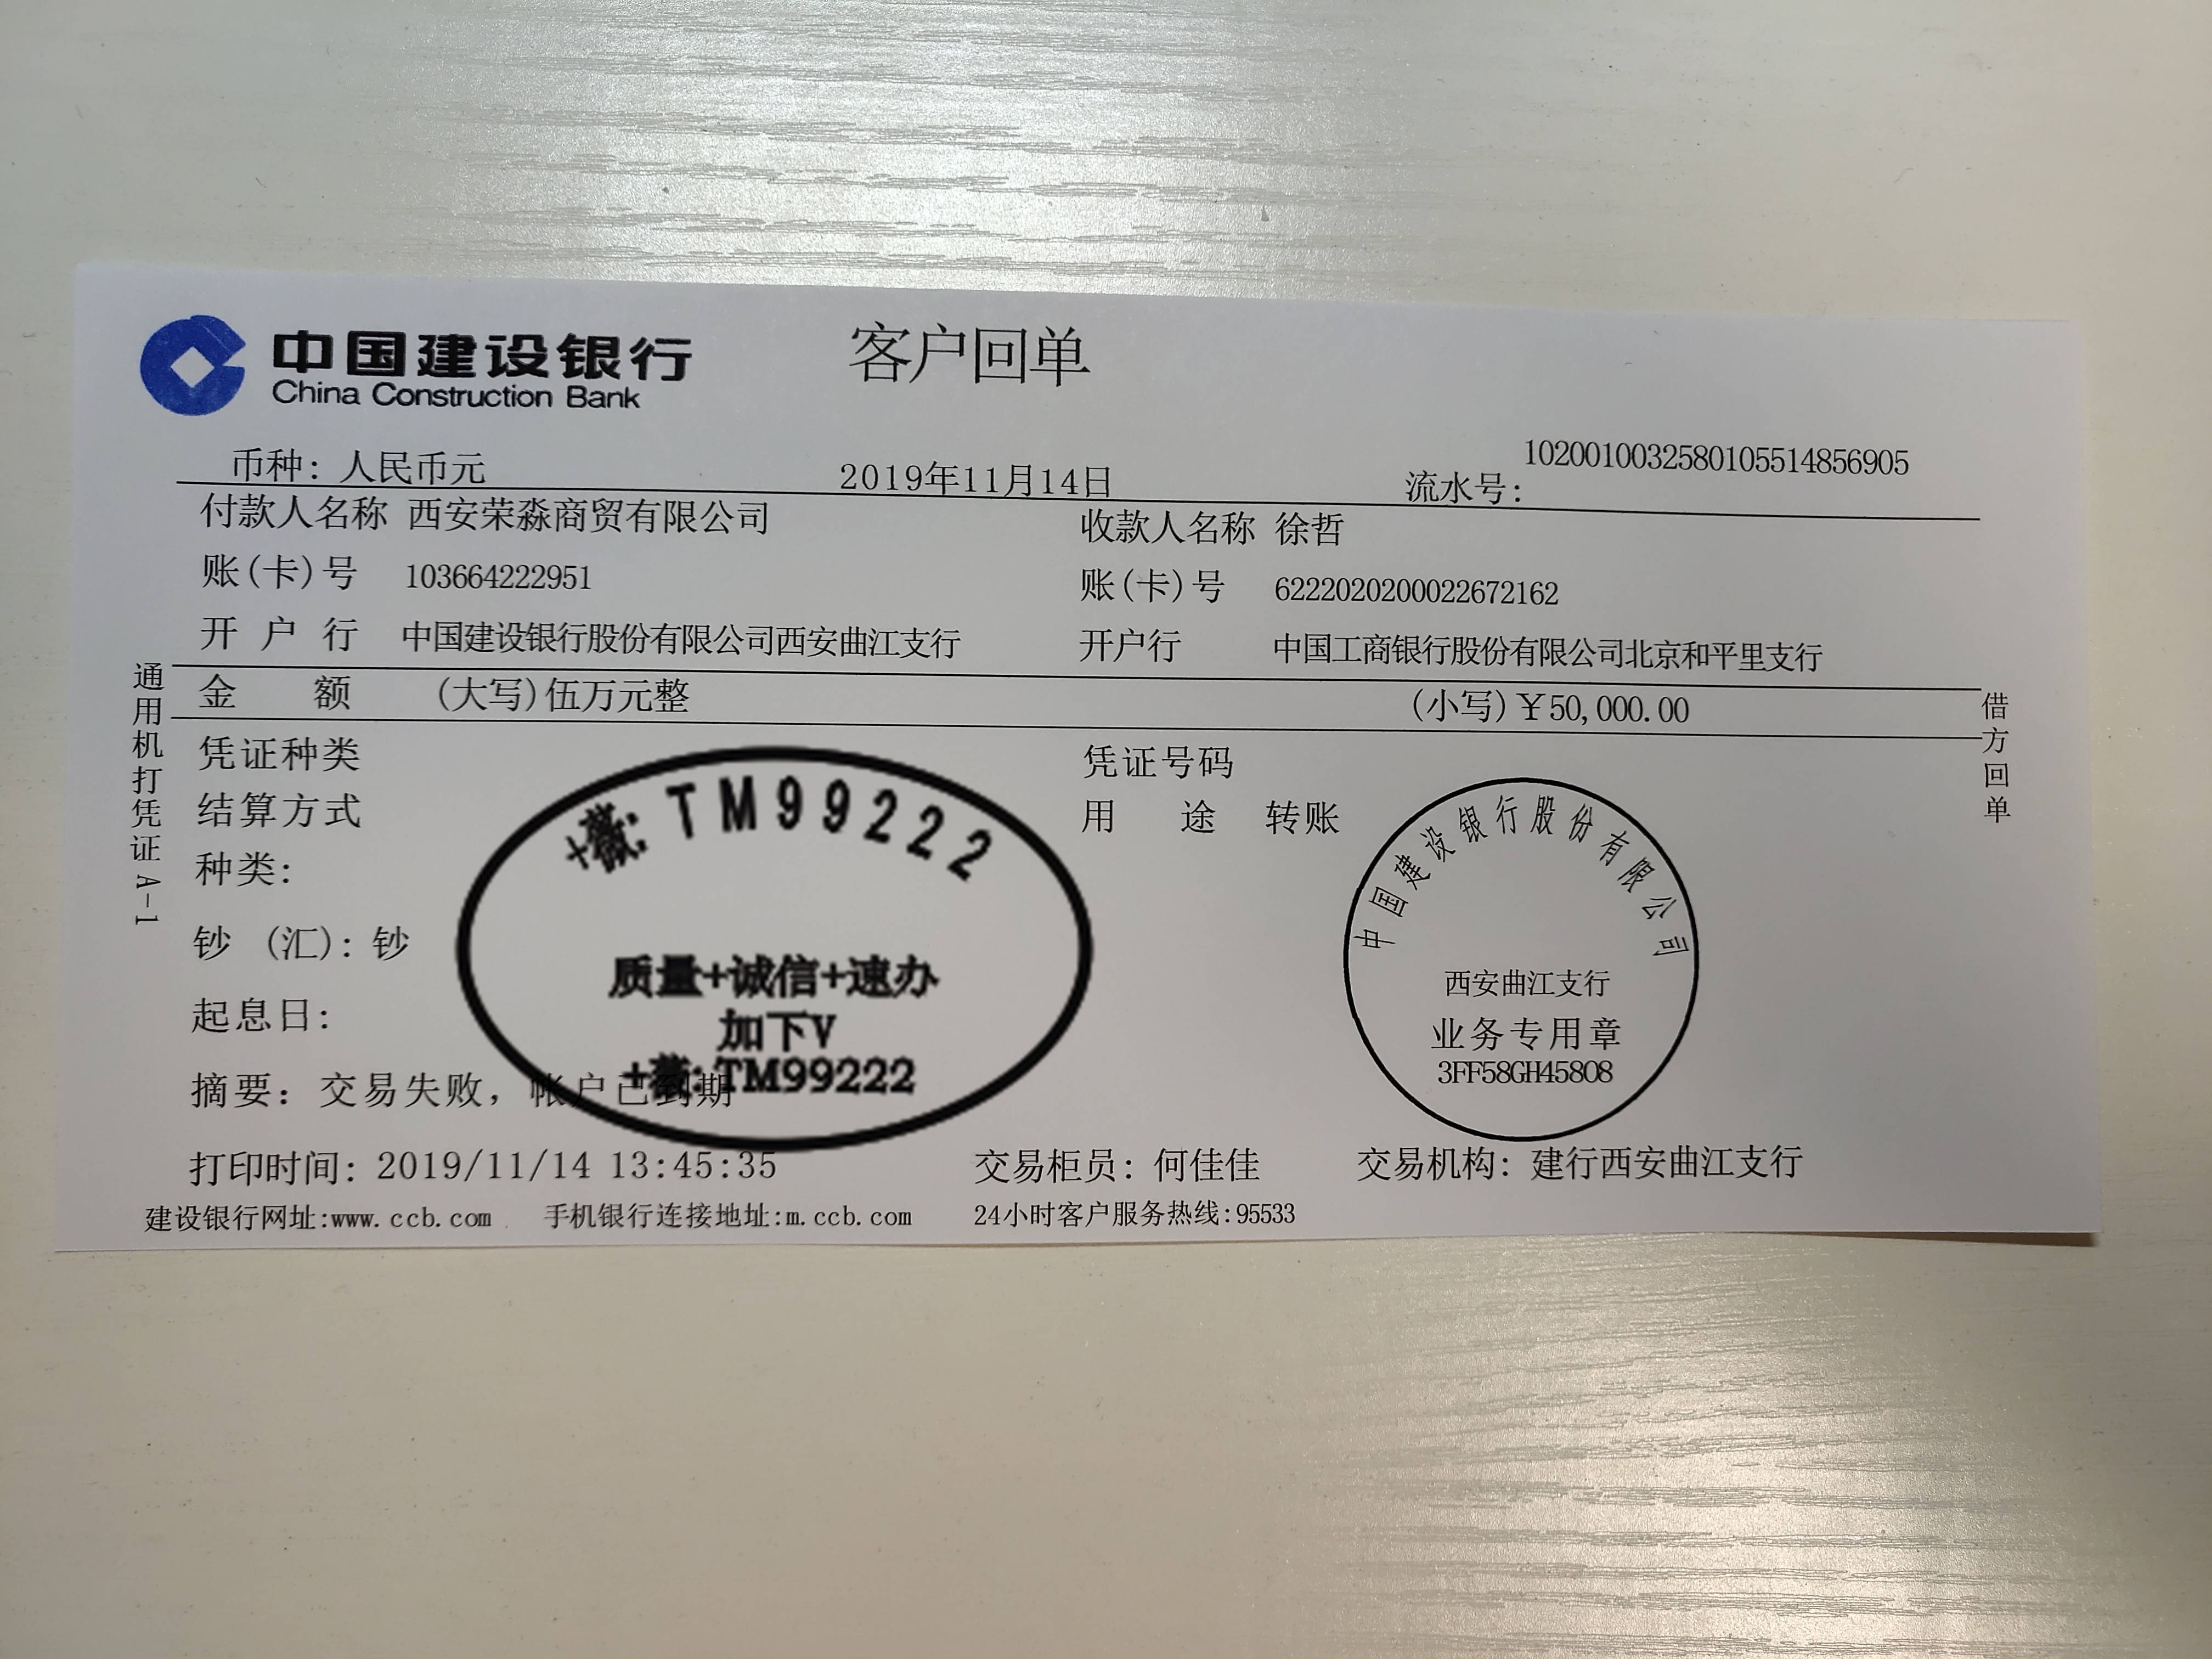 中国建设银行
China Construction Bank
客户回单
币种：人民币元
2019年11月14日
流水号：
1020010032580105514856905
付款人名称 西安荣淼商贸有限公司
收款人名称 徐哲
账(卡)号 103664222951
账(卡)号 6222020200022672162
开户行 中国建设银行股份有限公司西安曲江支行
开户行 中国工商银行股份有限公司北京和平里支行
金额 (大写)伍万元整
(小写)￥50,000.00
凭证种类
凭证号码
结算方式
用途 转账
种类：
钞 (汇)：钞
起息日：
摘要：交易失败，帐户已到期
+薇:TM99222
质量+诚信+速办
加下V
+薇:TM99222
中国建设银行股份有限公司
西安曲江支行
业务专用章
3FF58GH45808
打印时间：2019/11/14 13:45:35
交易柜员：何佳佳
交易机构：建行西安曲江支行
建设银行网址:www.ccb.com
手机银行连接地址:m.ccb.com
24小时客户服务热线:95533
通用机打凭证 A-1
借方回单